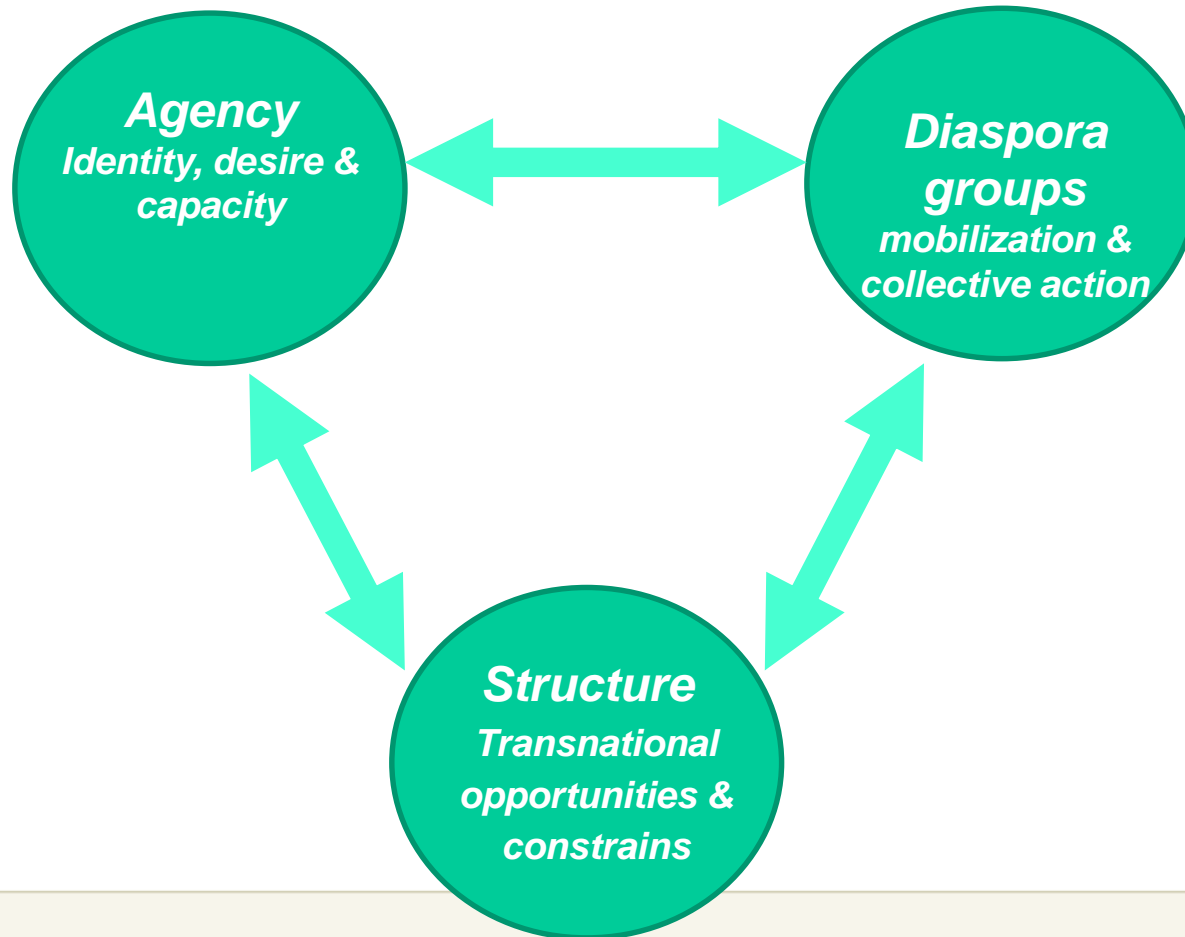 Agency
Identity, desire &
capacity
Diaspora
groups
mobilization &
collective action
Structure
Transnational
opportunities &
constrains